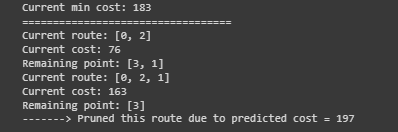 Current min cost: 183
==================================
Current route: [0, 2]
Current cost: 76
Remaining point: [3, 1]
Current route: [0, 2, 1]
Current cost: 163
Remaining point: [3]
-------> Pruned this route due to predicted cost = 197